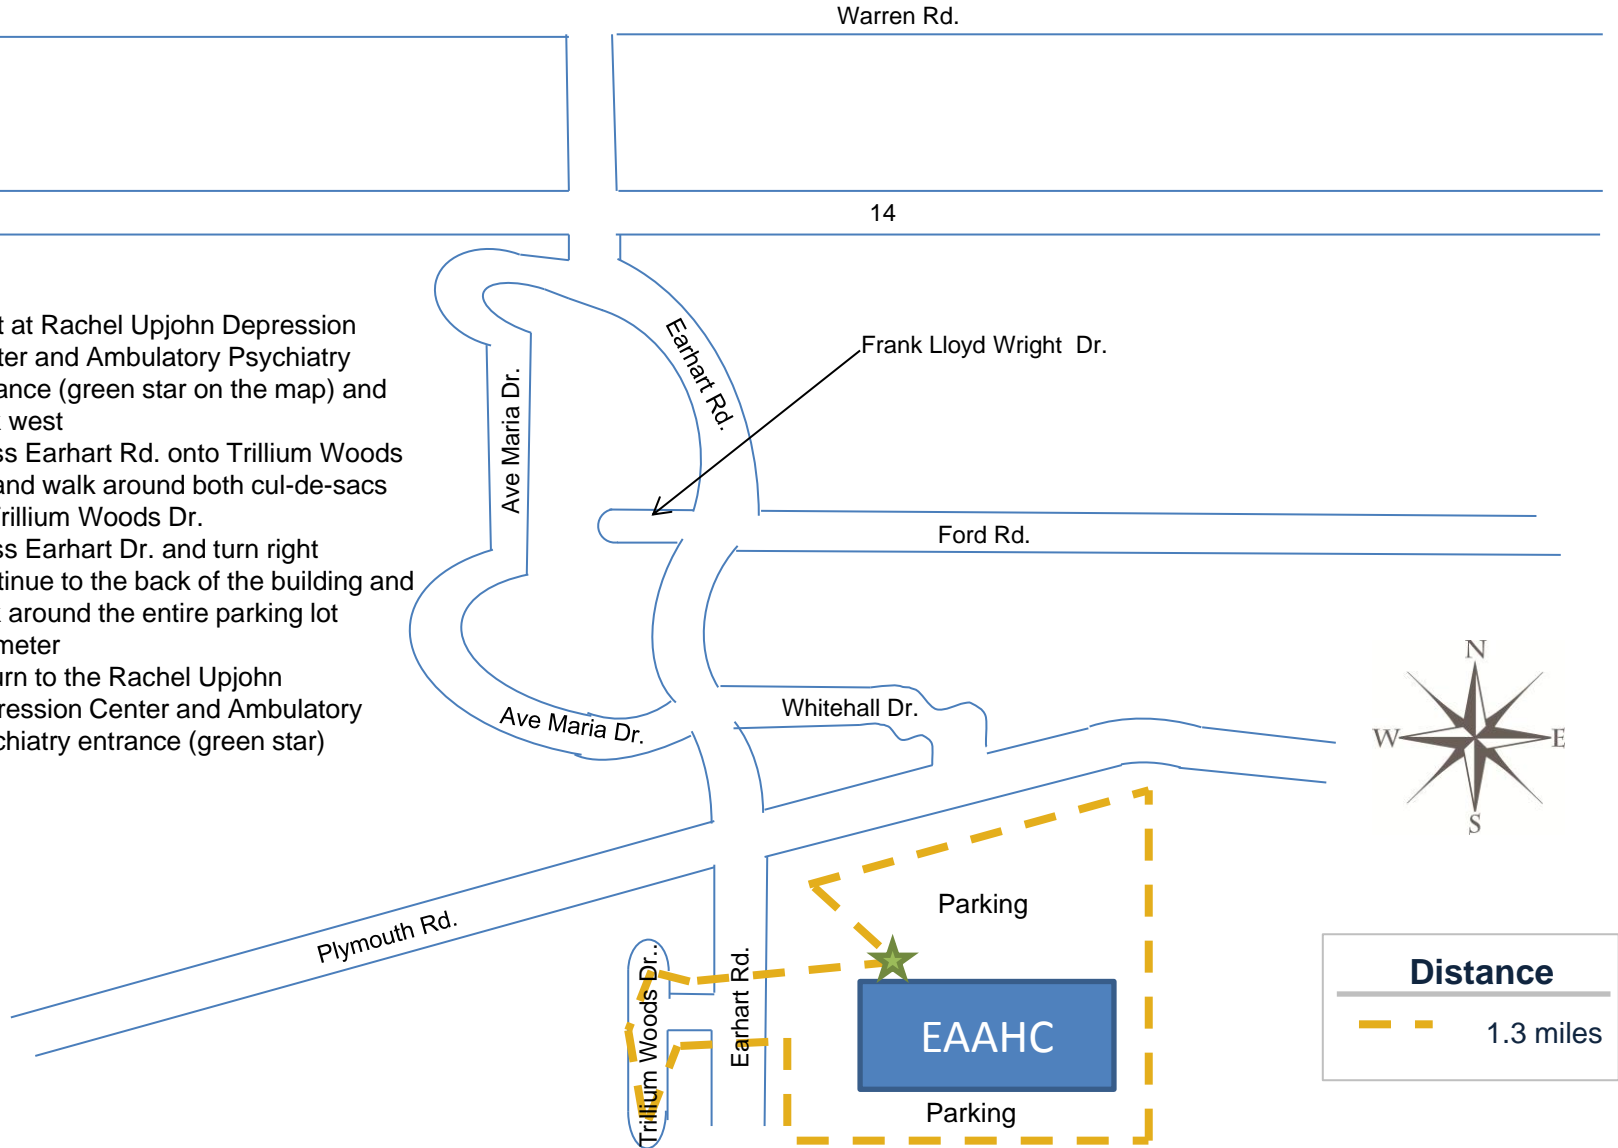 Warren Rd.
14
t at Rachel Upjohn Depression
ter and Ambulatory Psychiatry
ance (green star on the map) and
west
ss Earhart Rd. onto Trillium Woods
and walk around both cul-de-sacs
rillium Woods Dr.
ss Earhart Dr. and turn right
tinue to the back of the building and
around the entire parking lot
meter
urn to the Rachel Upjohn
ression Center and Ambulatory
chiatry entrance (green star)
Earhart Rd.
Frank Lloyd Wright Dr.
Ave Maria Dr.
Ford Rd.
Ave Maria Dr.
Whitehall Dr.
N
W
E
S
Plymouth Rd.
Parking
Trillium Woods Dr..
Earhart Rd.
EAAHC
Parking
Distance
1.3 miles